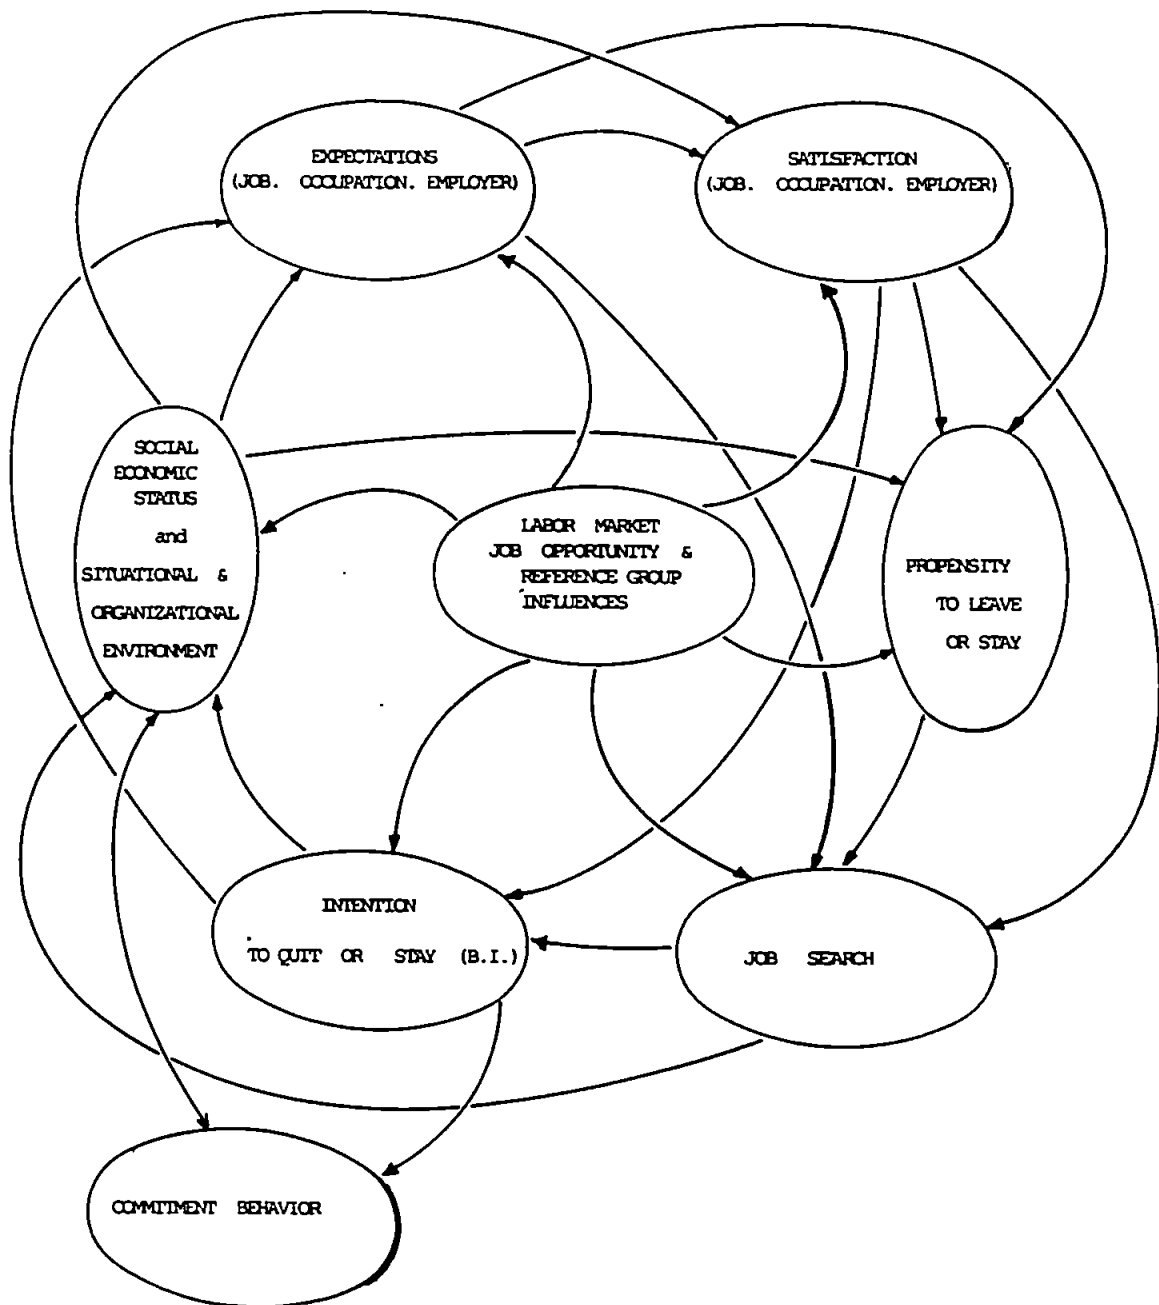 EXPECTATIONS
(JOB. OCCUPATION. EMPLOYER)
SATISFACTION
(JOB. OCCUPATION. EMPLOYER)
SOCIAL
ECONOMIC
STATUS
and
SITUATIONAL &
ORGANIZATIONAL
ENVIRONMENT
LABOR MARKET
JOB OPPORTUNITY &
REFERENCE GROUP
INFLUENCES
PROPENSITY
TO LEAVE
OR STAY
INTENTION
TO QUIT OR STAY (B.I.)
JOB SEARCH
COMMITMENT BEHAVIOR